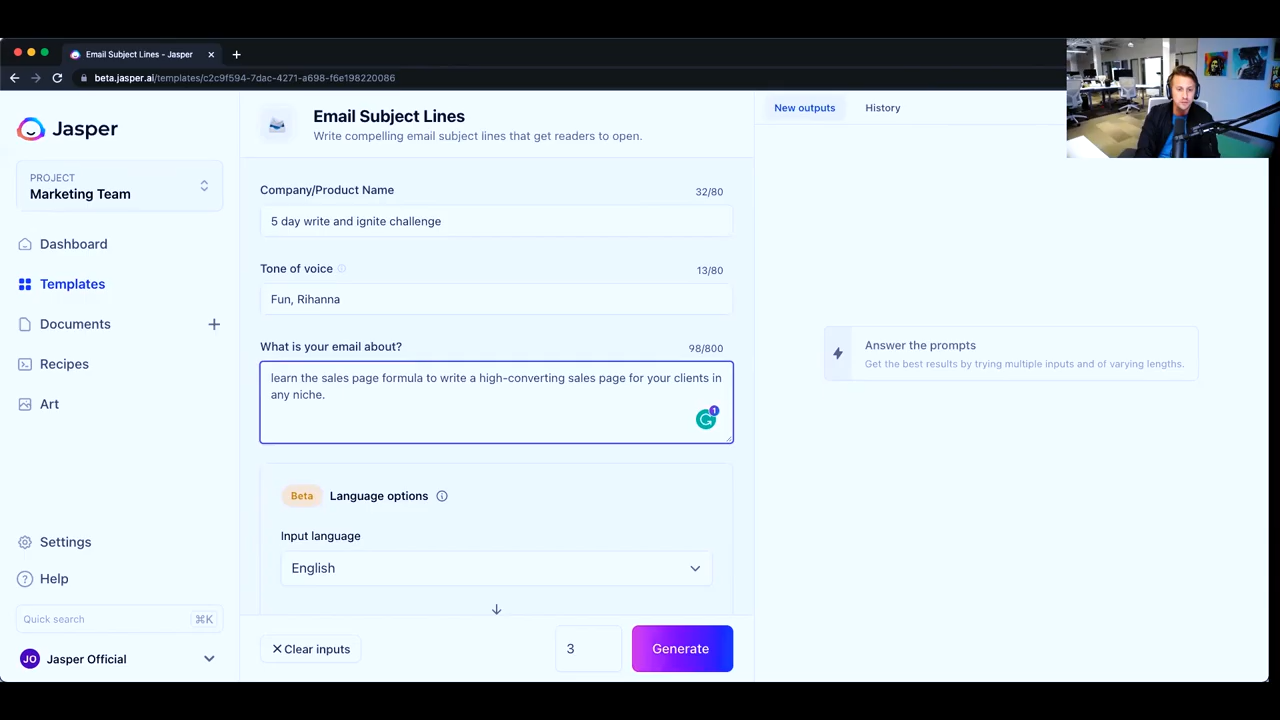 Email Subject Lines - Jasper
beta.jasper.ai/templates/c2c9f594-7dac-4271-a698-f6e198220086
Jasper
PROJECT
Marketing Team
Dashboard
Templates
Documents
Recipes
Art
Settings
Help
Quick search
⌘K
JO
Jasper Official
Email Subject Lines
Write compelling email subject lines that get readers to open.
Company/Product Name
32/80
5 day write and ignite challenge
Tone of voice
13/80
Fun, Rihanna
What is your email about?
98/800
learn the sales page formula to write a high-converting sales page for your clients in
any niche.
1
Beta
Language options
Input language
English
Clear inputs
3
Generate
New outputs
History
Answer the prompts
Get the best results by trying multiple inputs and of varying lengths.